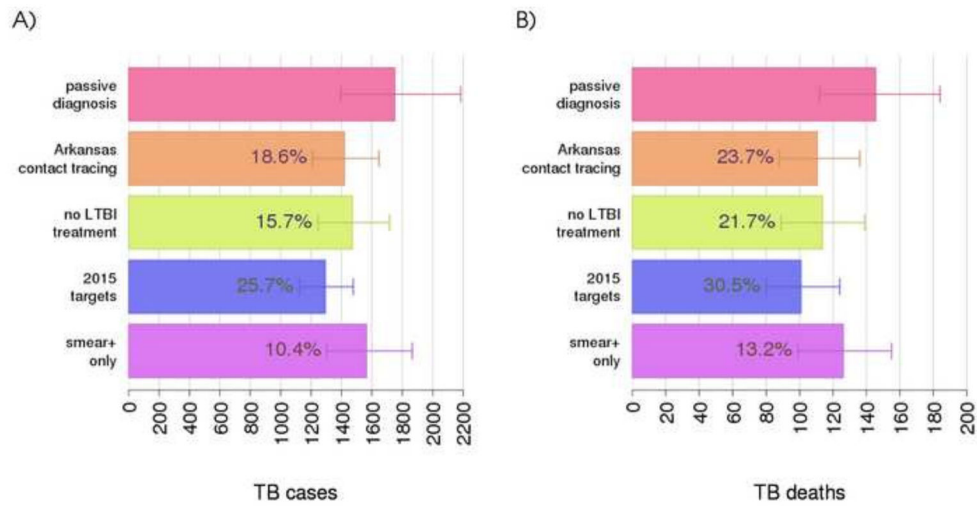 A)
passive
diagnosis
Arkansas
contact tracing
18.6%
no LTBI
treatment
15.7%
2015
targets
25.7%
smear+
only
10.4%
0 200 400 600 800 1000 1200 1400 1600 1800 2000 2200
TB cases
B)
passive
diagnosis
Arkansas
contact tracing
23.7%
no LTBI
treatment
21.7%
2015
targets
30.5%
smear+
only
13.2%
0 20 40 60 80 100 120 140 160 180 200
TB deaths